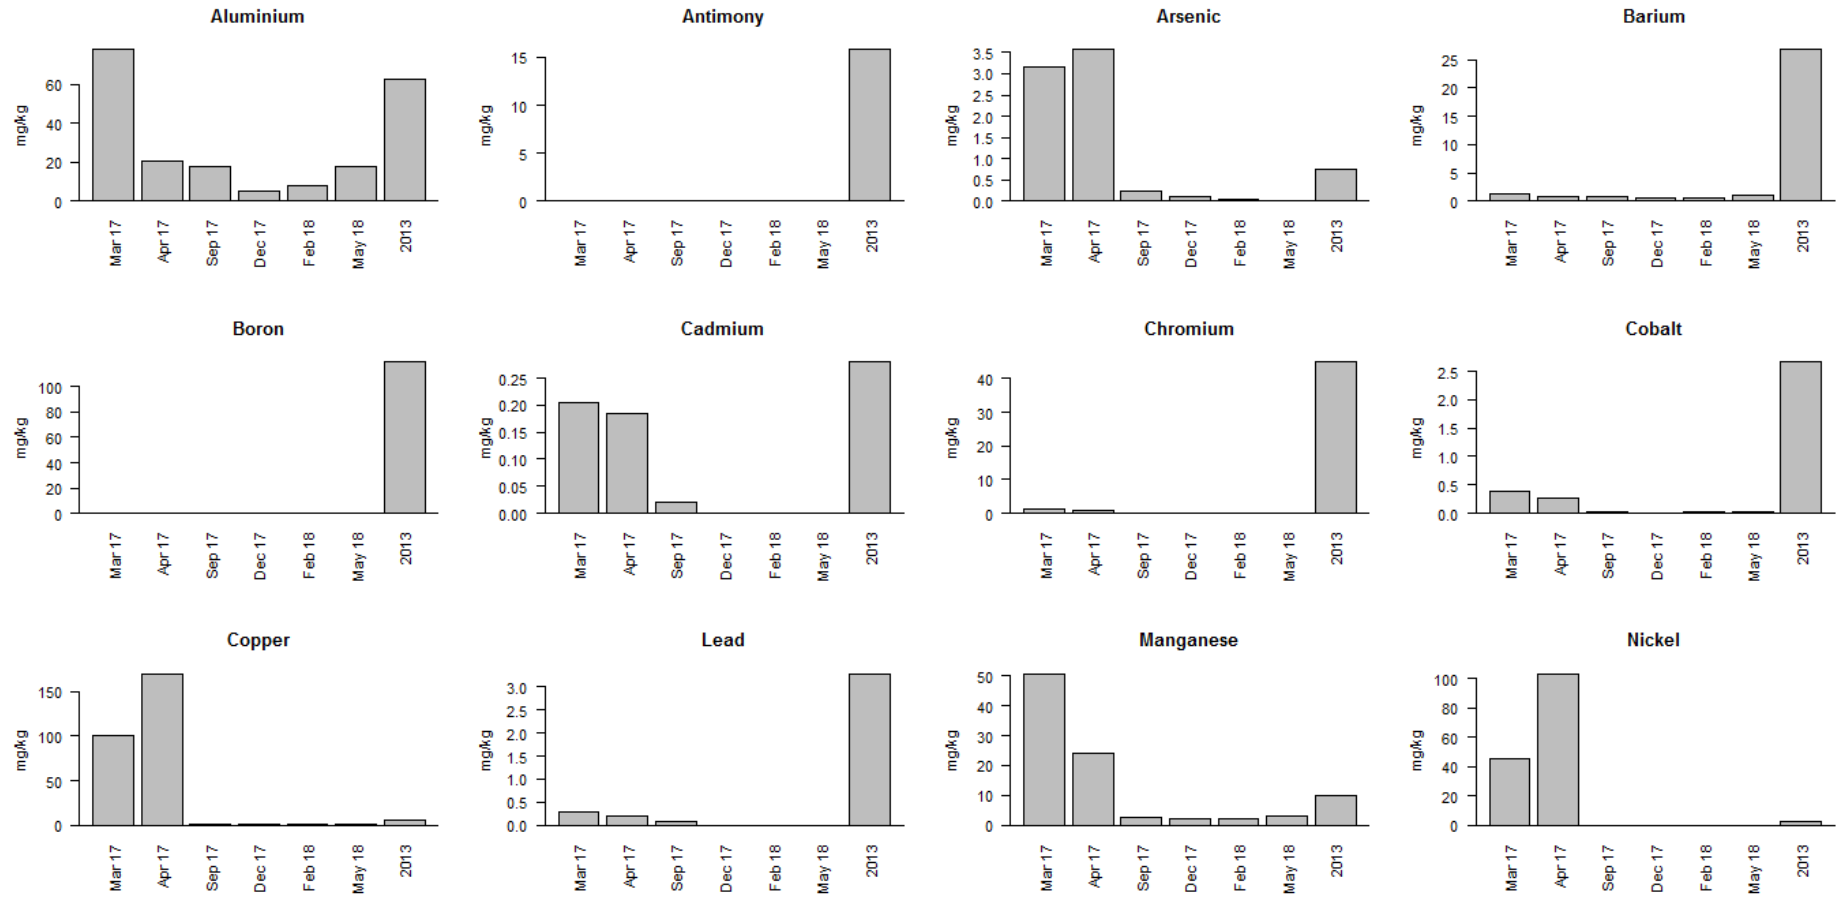 Aluminium
mg/kg
60
40
20
0
Mar 17
Apr 17
Sep 17
Dec 17
Feb 18
May 18
2013
Antimony
mg/kg
15
10
5
0
Mar 17
Apr 17
Sep 17
Dec 17
Feb 18
May 18
2013
Arsenic
mg/kg
3.5
3.0
2.5
2.0
1.5
1.0
0.5
0.0
Mar 17
Apr 17
Sep 17
Dec 17
Feb 18
May 18
2013
Barium
mg/kg
25
20
15
10
5
0
Mar 17
Apr 17
Sep 17
Dec 17
Feb 18
May 18
2013
Boron
mg/kg
100
80
60
40
20
0
Mar 17
Apr 17
Sep 17
Dec 17
Feb 18
May 18
2013
Cadmium
mg/kg
0.25
0.20
0.15
0.10
0.05
0.00
Mar 17
Apr 17
Sep 17
Dec 17
Feb 18
May 18
2013
Chromium
mg/kg
40
30
20
10
0
Mar 17
Apr 17
Sep 17
Dec 17
Feb 18
May 18
2013
Cobalt
mg/kg
2.5
2.0
1.5
1.0
0.5
0.0
Mar 17
Apr 17
Sep 17
Dec 17
Feb 18
May 18
2013
Copper
mg/kg
150
100
50
0
Mar 17
Apr 17
Sep 17
Dec 17
Feb 18
May 18
2013
Lead
mg/kg
3.0
2.5
2.0
1.5
1.0
0.5
0.0
Mar 17
Apr 17
Sep 17
Dec 17
Feb 18
May 18
2013
Manganese
mg/kg
50
40
30
20
10
0
Mar 17
Apr 17
Sep 17
Dec 17
Feb 18
May 18
2013
Nickel
mg/kg
100
80
60
40
20
0
Mar 17
Apr 17
Sep 17
Dec 17
Feb 18
May 18
2013